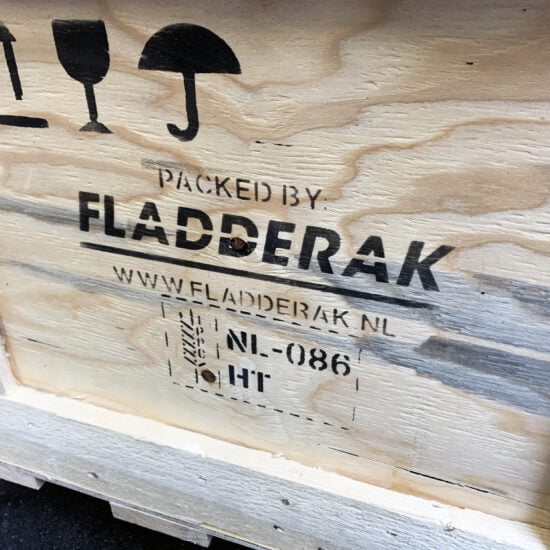 PACKED BY:
FLADDERAK
WWW.FLADDERAK.NL
NL-086
HT